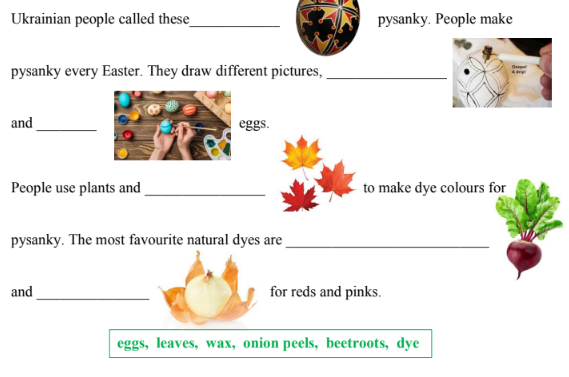 Ukrainian people called these____________ pysanky. People make
pysanky every Easter. They draw different pictures, ________________
and ________ eggs.
People use plants and ________________ to make dye colours for
pysanky. The most favourite natural dyes are ___________________________
and _______________ for reds and pinks.
eggs, leaves, wax, onion peels, beetroots, dye